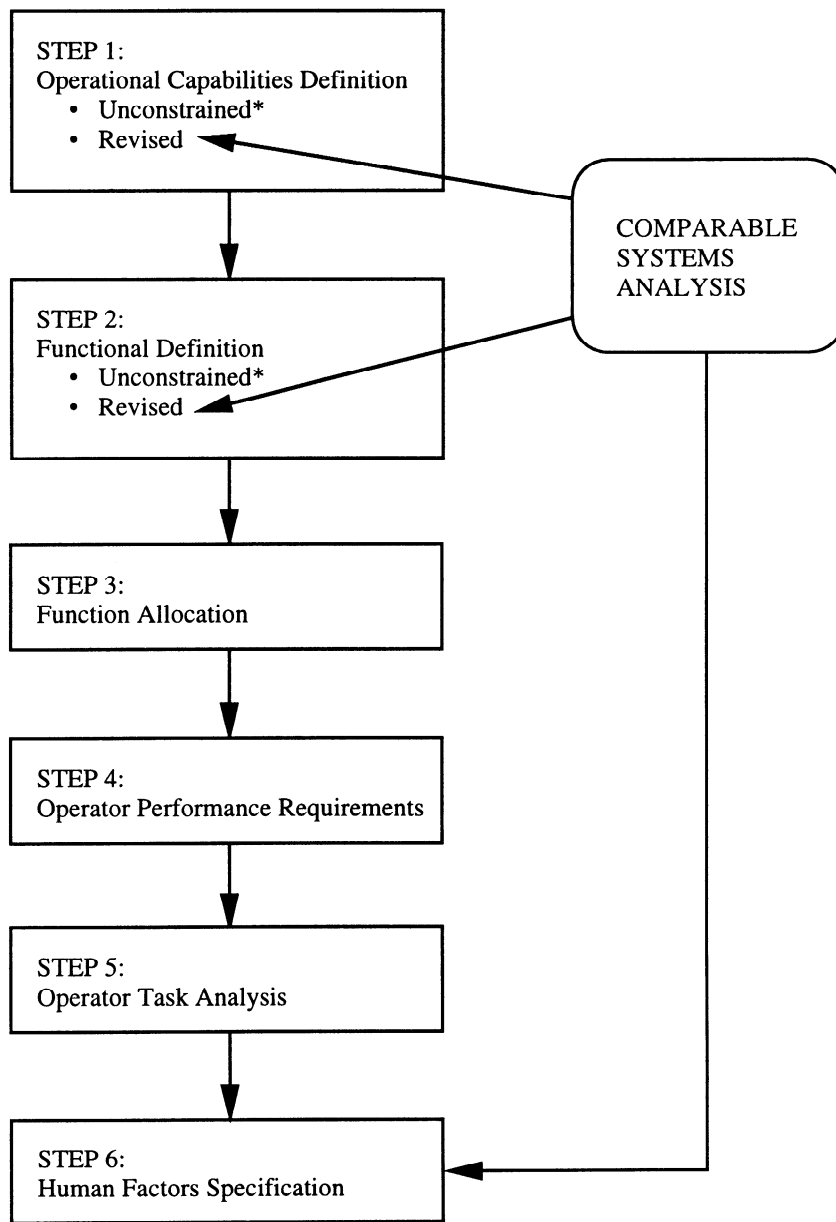 STEP 1:
Operational Capabilities Definition
• Unconstrained*
• Revised
COMPARABLE
SYSTEMS
ANALYSIS
STEP 2:
Functional Definition
• Unconstrained*
• Revised
STEP 3:
Function Allocation
STEP 4:
Operator Performance Requirements
STEP 5:
Operator Task Analysis
STEP 6:
Human Factors Specification